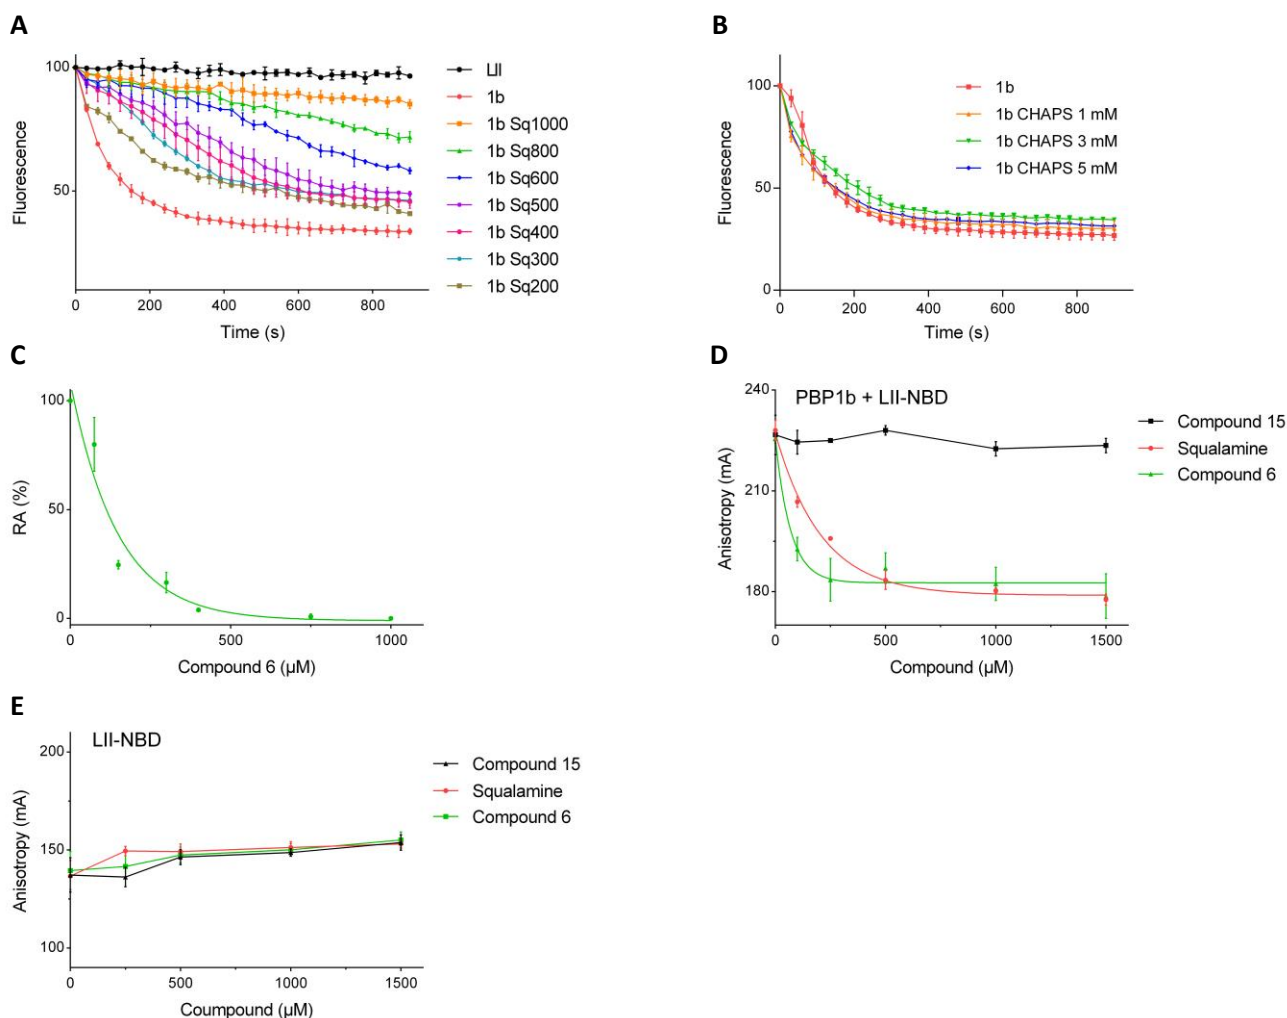 A
100
50
Fluorescence
0
200
400
600
800
Time (s)
LII
1b
1b Sq1000
1b Sq800
1b Sq600
1b Sq500
1b Sq400
1b Sq300
1b Sq200
B
100
50
0
Fluorescence
0
200
400
600
800
Time (s)
1b
1b CHAPS 1 mM
1b CHAPS 3 mM
1b CHAPS 5 mM
C
100
50
0
RA (%)
0
500
1000
Compound 6 (µM)
D
PBP1b + LII-NBD
240
210
180
Anisotropy (mA)
0
500
1000
1500
Compound (µM)
Compound 15
Squalamine
Compound 6
E
LII-NBD
200
150
100
Anisotropy (mA)
0
500
1000
1500
Coumpound (µM)
Compound 15
Squalamine
Compound 6